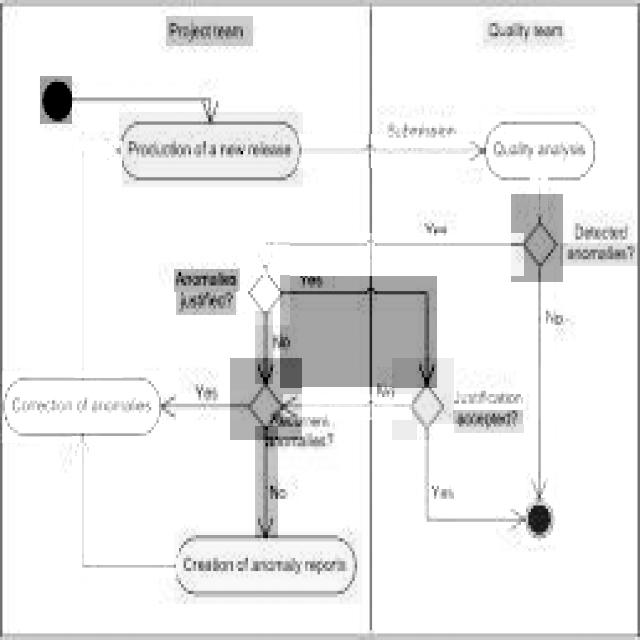 Project team
Quality team
Submission
Production of a new release
Quality analysis
Yes
Detected
anomalies?
Anomalies
justified?
Yes
No
No
Yes
No
Justification
accepted?
Correction of anomalies
anomalies?
No
Yes
Creation of anomaly reports